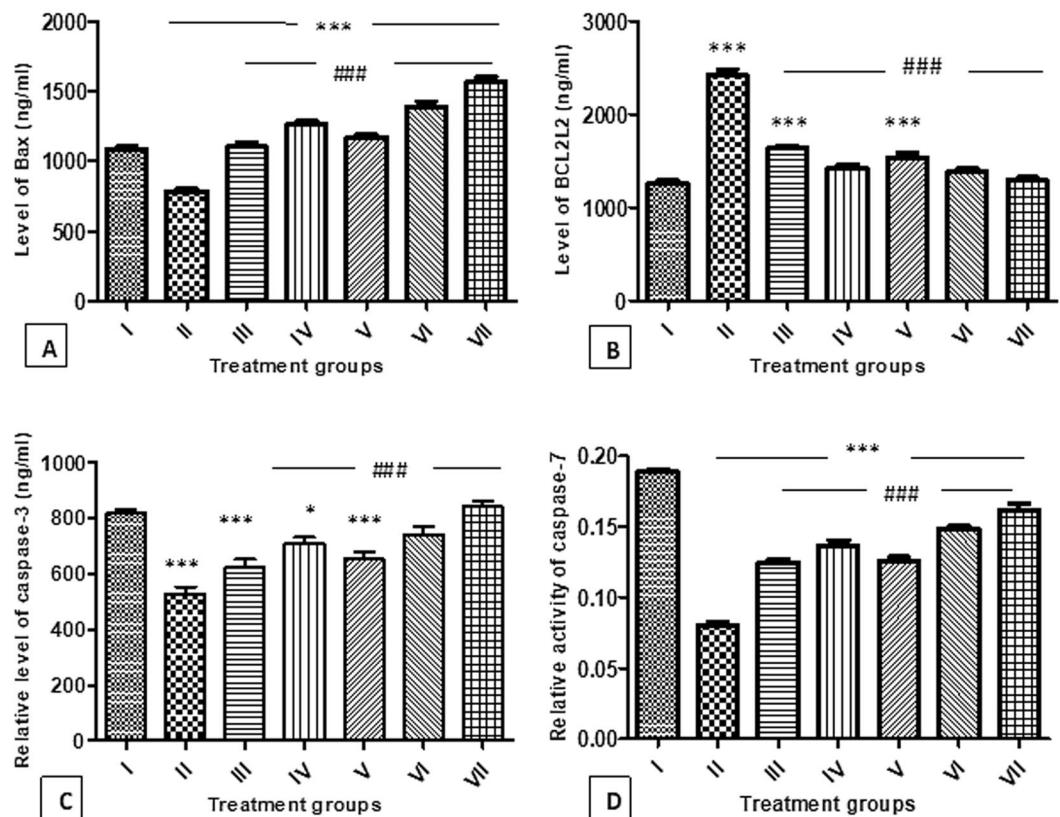 2000
1500
1000
500
0
Level of Bax (ng/ml)
***
###
I II III IV V VI VII
A
Treatment groups
3000
2000
1000
0
Level of BCL2L2 (ng/ml)
***
###
***
***
I II III IV V VI VII
B
Treatment groups
1000
800
600
400
200
0
Relative level of caspase-3 (ng/ml)
###
***
*
***
***
I II III IV V VI VII
C
Treatment groups
0.20
0.15
0.10
0.05
0.00
Relative activity of caspase-7
***
###
I II III IV V VI VII
D
Treatment groups